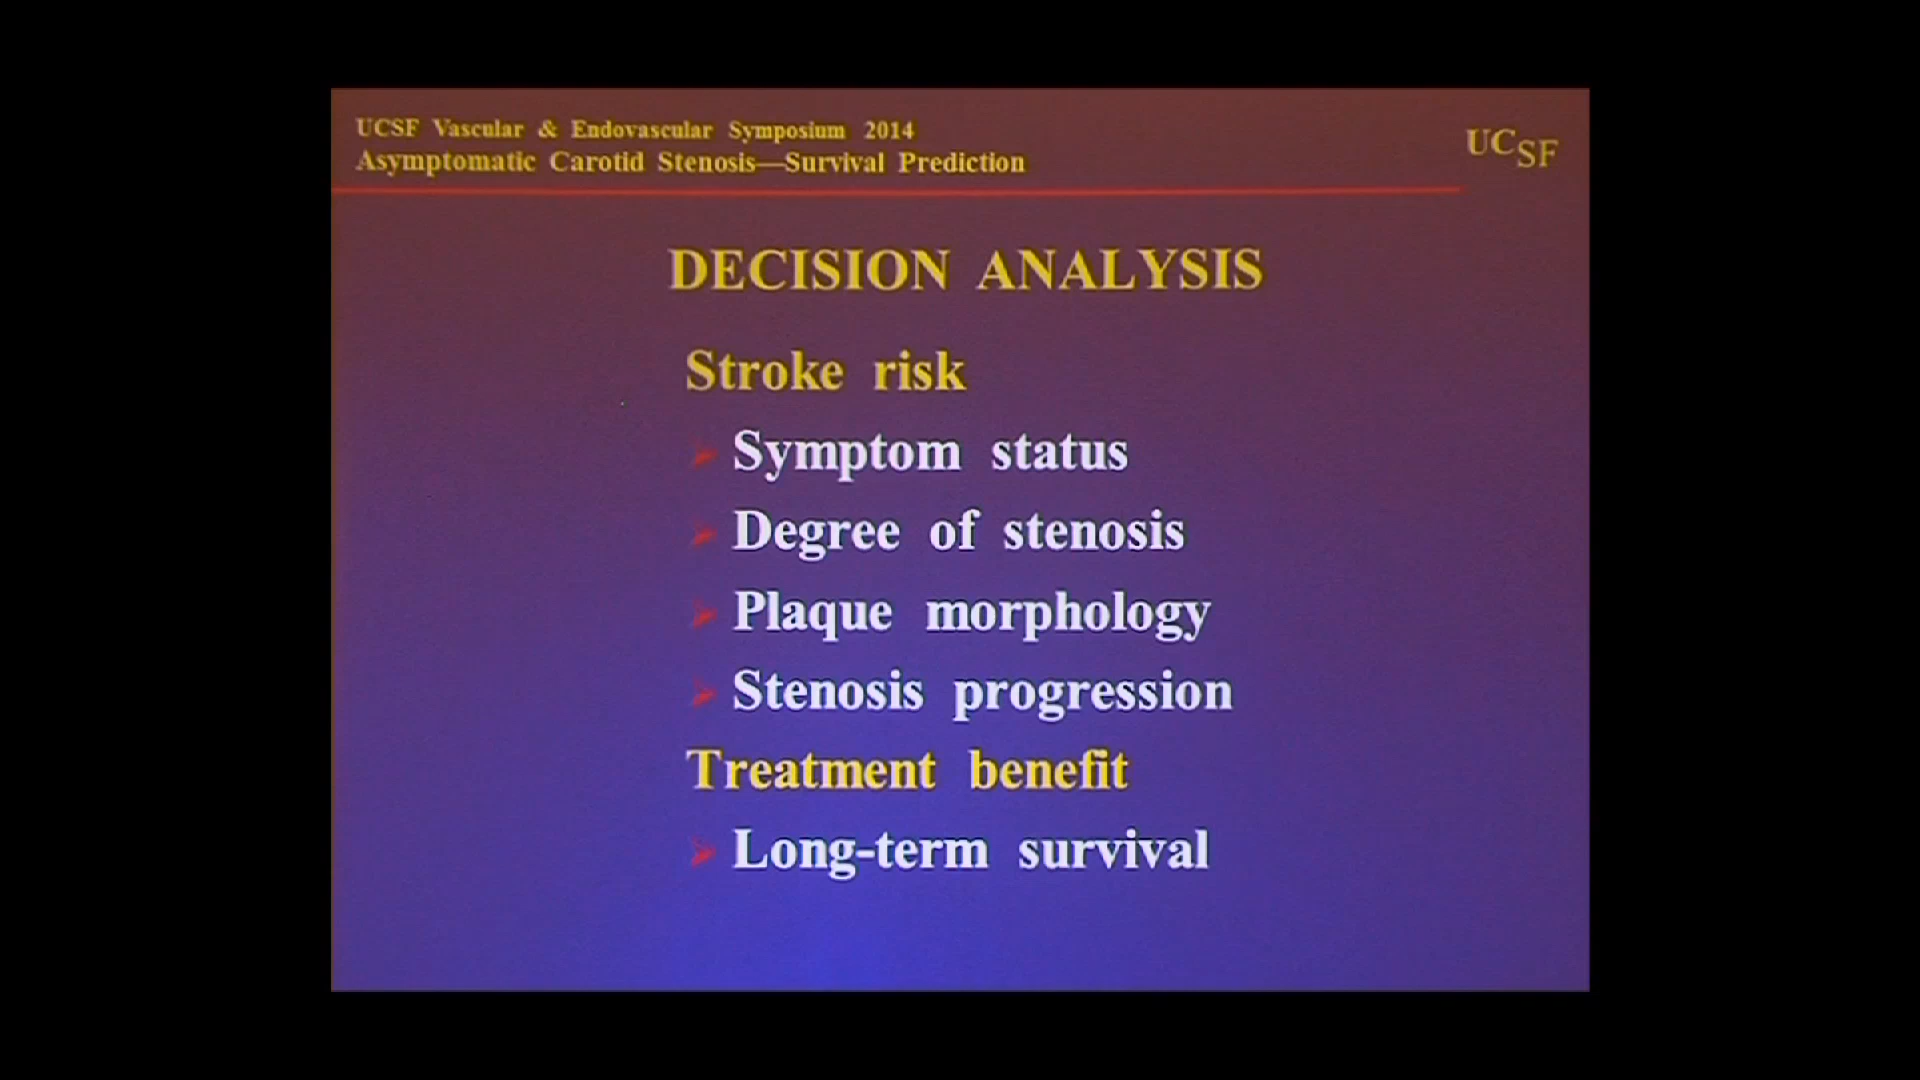 UCSF Vascular & Endovascular Symposium 2014
Asymptomatic Carotid Stenosis—Survival Prediction
UCSF
DECISION ANALYSIS
Stroke risk
Symptom status
Degree of stenosis
Plaque morphology
Stenosis progression
Treatment benefit
Long-term survival